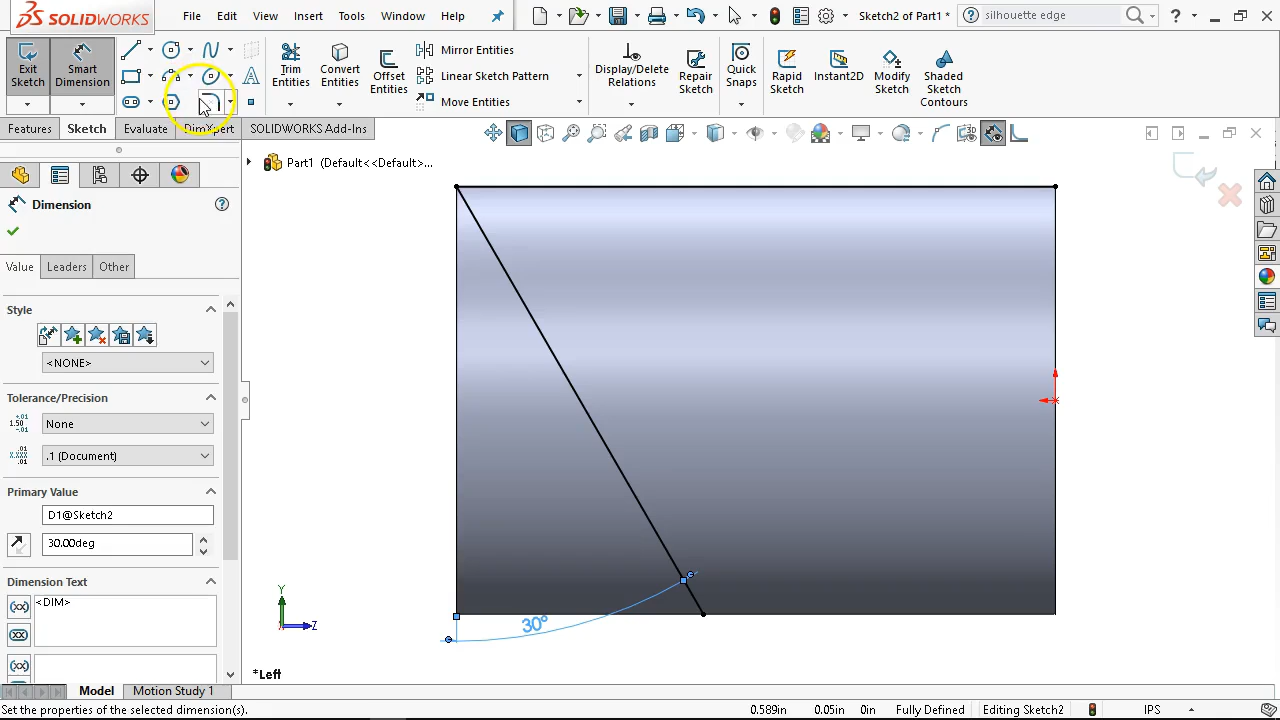 SOLIDWORKS
File Edit View Insert Tools Window Help
Sketch2 of Part1 *
silhouette edge
Exit Sketch
Smart Dimension
Trim Entities
Convert Entities
Offset Entities
Mirror Entities
Linear Sketch Pattern
Move Entities
Display/Delete Relations
Repair Sketch
Quick Snaps
Rapid Sketch
Instant2D
Modify Sketch
Shaded Sketch Contours
Features Sketch Evaluate DimXpert SOLIDWORKS Add-Ins
Part1 (Default<<Default>...
Dimension
Value Leaders Other
Style
<NONE>
Tolerance/Precision
None
.1 (Document)
Primary Value
D1@Sketch2
30.00deg
Dimension Text
<DIM>
30°
Y
Z
*Left
Model Motion Study 1
Set the properties of the selected dimension(s).
0.589in 0.05in 0in Fully Defined Editing Sketch2 IPS